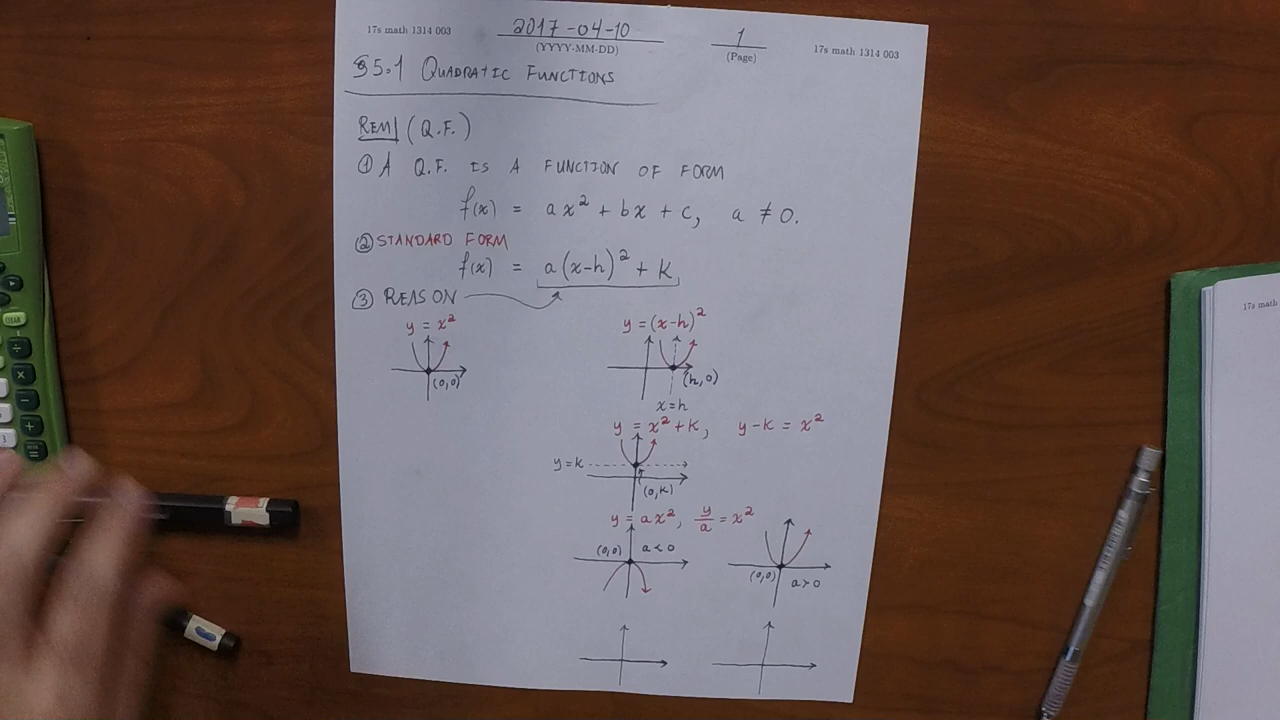 17s math 1314 003 2017-04-10 1 17s math 1314 003
(YYYY-MM-DD) (Page)
§5.1 QUADRATIC FUNCTIONS
REM (Q.F.)
① A Q.F. IS A FUNCTION OF FORM
f(x) = ax² + bx + c, a ≠ 0.
② STANDARD FORM
f(x) = a(x-h)² + k
③ REASON
y = x² y = (x-h)²
(0,0) (h,0)
x=h
y = x² + k, y-k = x²
y=k
(0,k)
y = ax², y/a = x²
(0,0) a<0
(0,0) a>0
CLEAR
÷
×
−
+
3
17s math